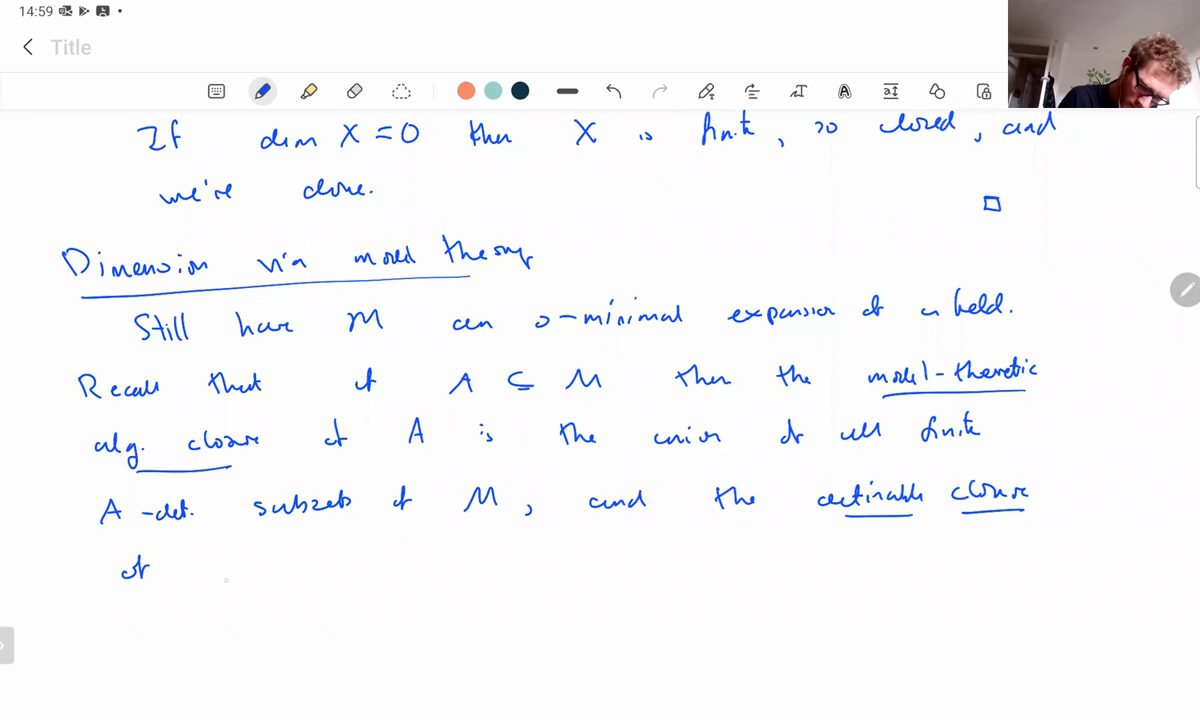 14:59
Title
If dim X = 0 then X is finite, so closed, and
we're done. □
Dimension via model theory
Still have M an o-minimal expansion of a field.
Recall that if A ⊆ M then the model-theoretic
alg. closure of A is the union of all finite
A-def. subsets of M, and the definable closure
of